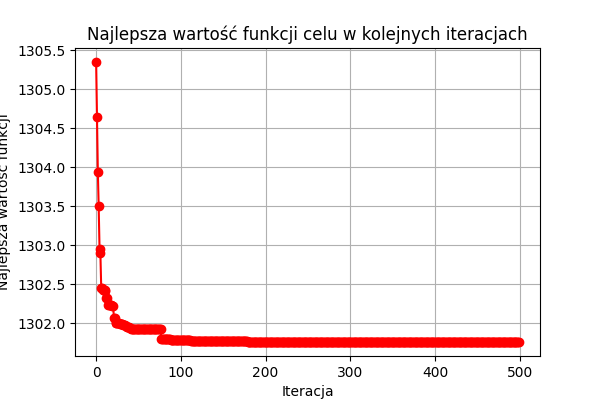 Najlepsza wartość funkcji celu w kolejnych iteracjach
Najlepsza wartość funkcji
1305.5
1305.0
1304.5
1304.0
1303.5
1303.0
1302.5
1302.0
0 100 200 300 400 500
Iteracja